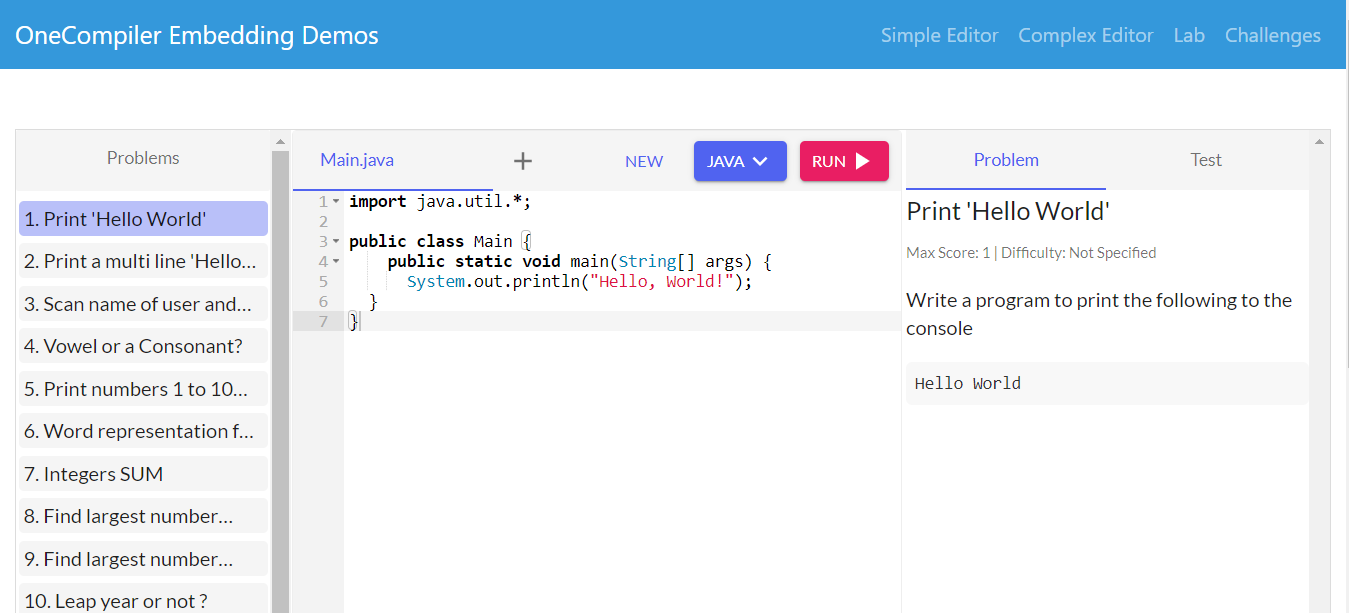 OneCompiler Embedding Demos
Simple Editor Complex Editor Lab Challenges
Problems
1. Print 'Hello World'
2. Print a multi line 'Hello...
3. Scan name of user and...
4. Vowel or a Consonant?
5. Print numbers 1 to 10...
6. Word representation f...
7. Integers SUM
8. Find largest number...
9. Find largest number...
10. Leap year or not ?
Main.java + NEW JAVA RUN
1 import java.util.*;
2
3 public class Main {
4     public static void main(String[] args) {
5       System.out.println("Hello, World!");
6   }
7 }
Problem Test
Print 'Hello World'
Max Score: 1 | Difficulty: Not Specified
Write a program to print the following to the
console
Hello World